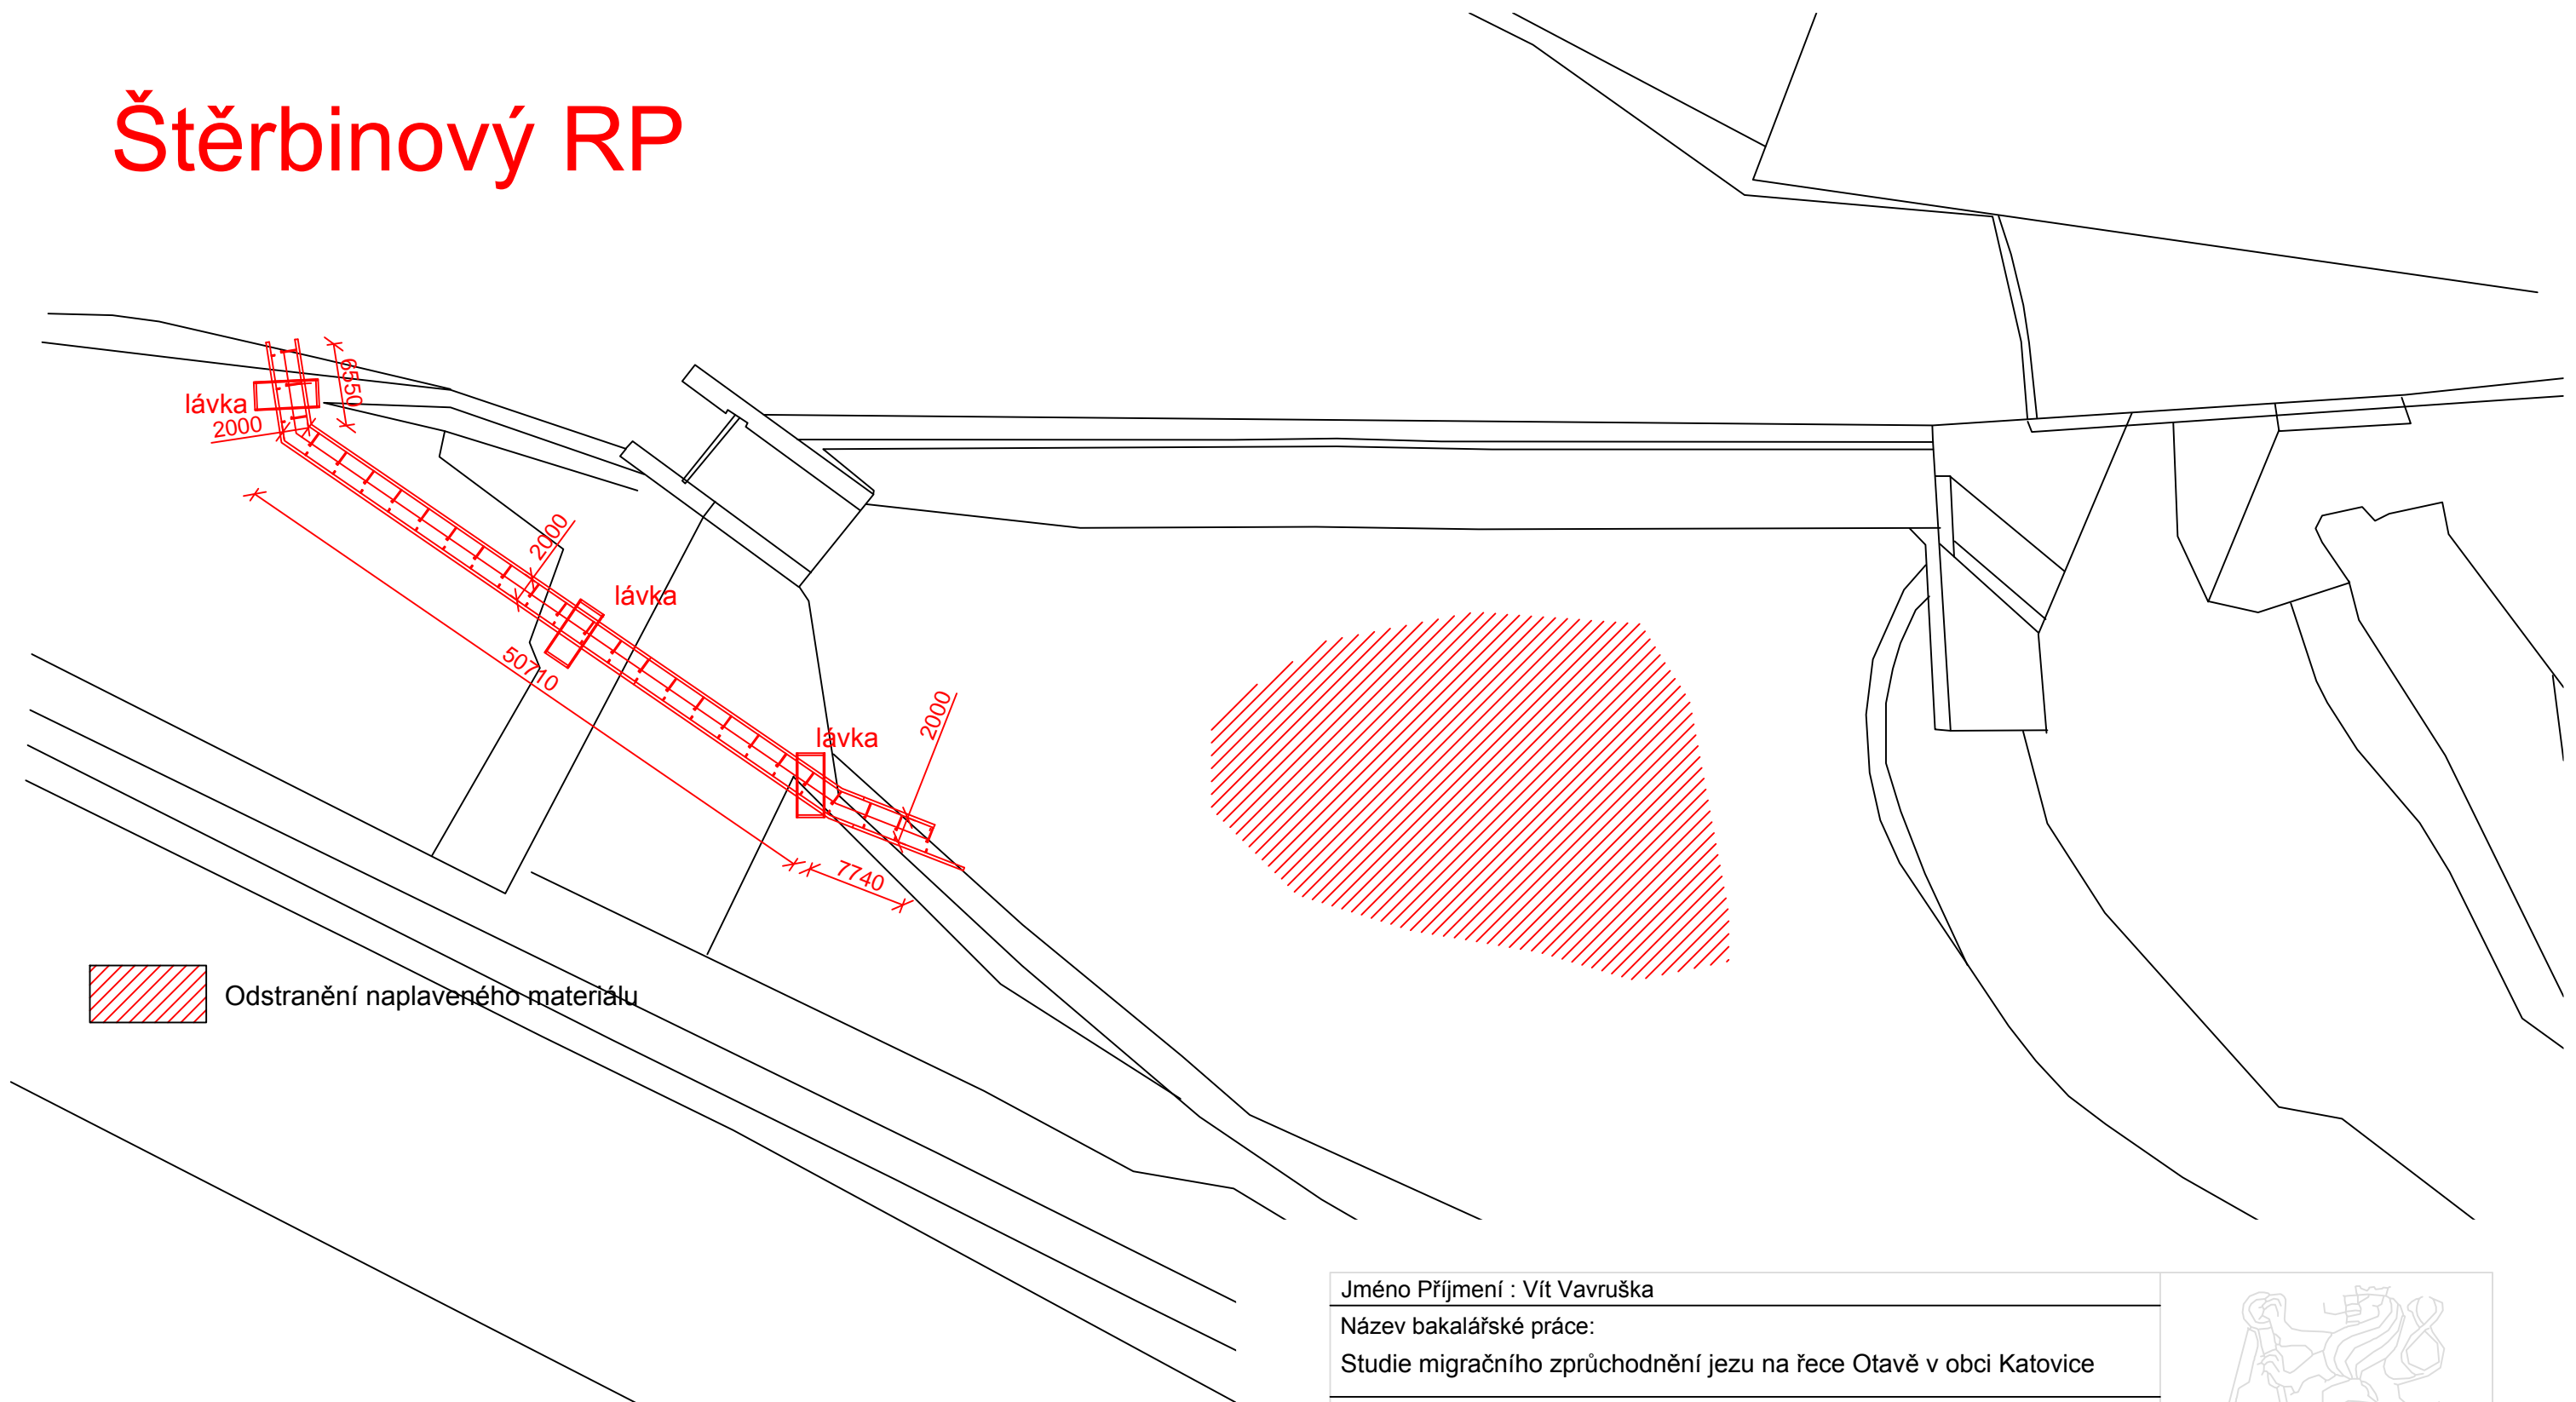 Štěrbinový RP
6550
lávka
2000
2000
lávka
50710
2000
lávka
7740
Odstranění naplaveného materiálu
Jméno Příjmení : Vít Vavruška
Název bakalářské práce:
Studie migračního zprůchodnění jezu na řece Otavě v obci Katovice